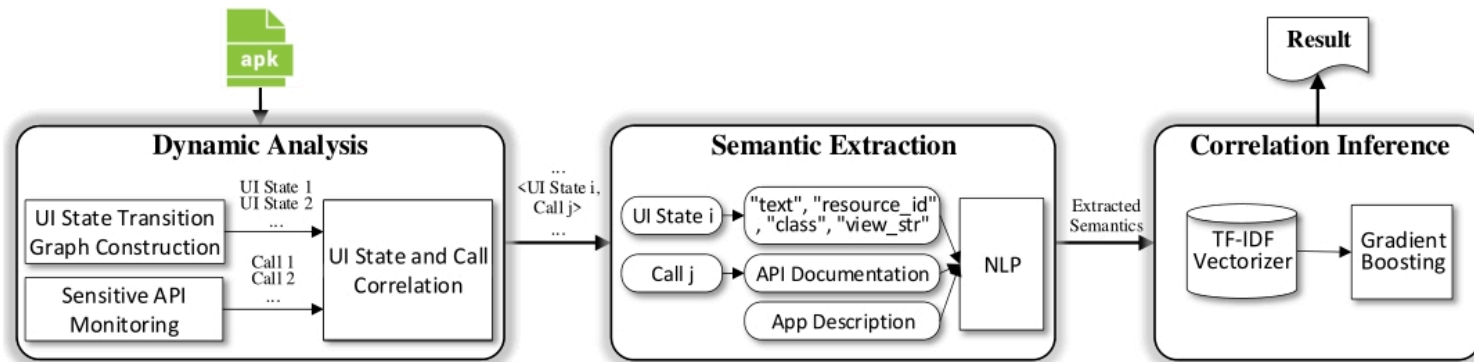 apk
Result
Dynamic Analysis
UI State Transition
Graph Construction
Sensitive API
Monitoring
UI State 1
UI State 2
...
Call 1
Call 2
...
UI State and Call
Correlation
...
<UI State i,
Call j>
...
Semantic Extraction
UI State i
"text", "resource_id"
, "class", "view_str"
Call j
API Documentation
App Description
NLP
Extracted
Semantics
Correlation Inference
TF-IDF
Vectorizer
Gradient
Boosting